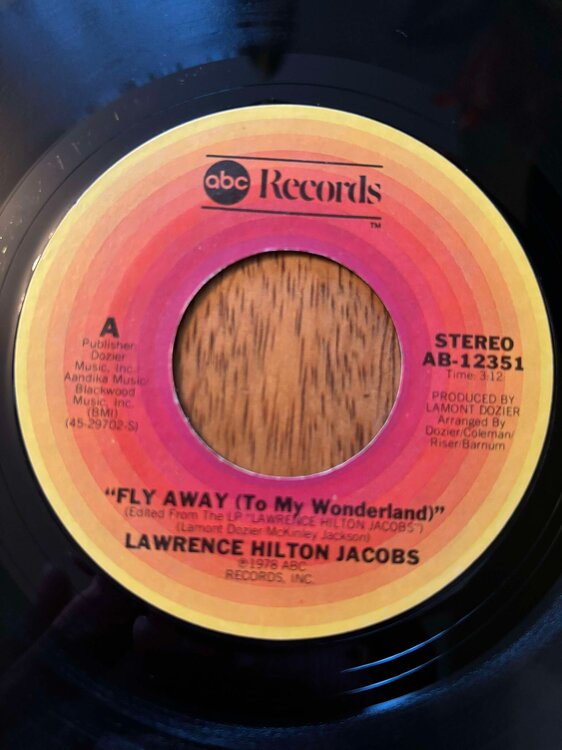 abc Records
TM
A
Publisher
Dozier
Music, Inc.
Aandika Music/
Blackwood
Music, Inc.
(BMI)
(45-29702-S)
STEREO
AB-12351
Time: 3:12
PRODUCED BY
LAMONT DOZIER
Arranged By
Dozier/Coleman/
Riser/Barnum
"FLY AWAY (To My Wonderland)"
(Edited From The LP "LAWRENCE HILTON JACOBS")
(Lamont Dozier-McKinley Jackson)
LAWRENCE HILTON JACOBS
℗1978 ABC
RECORDS, INC.